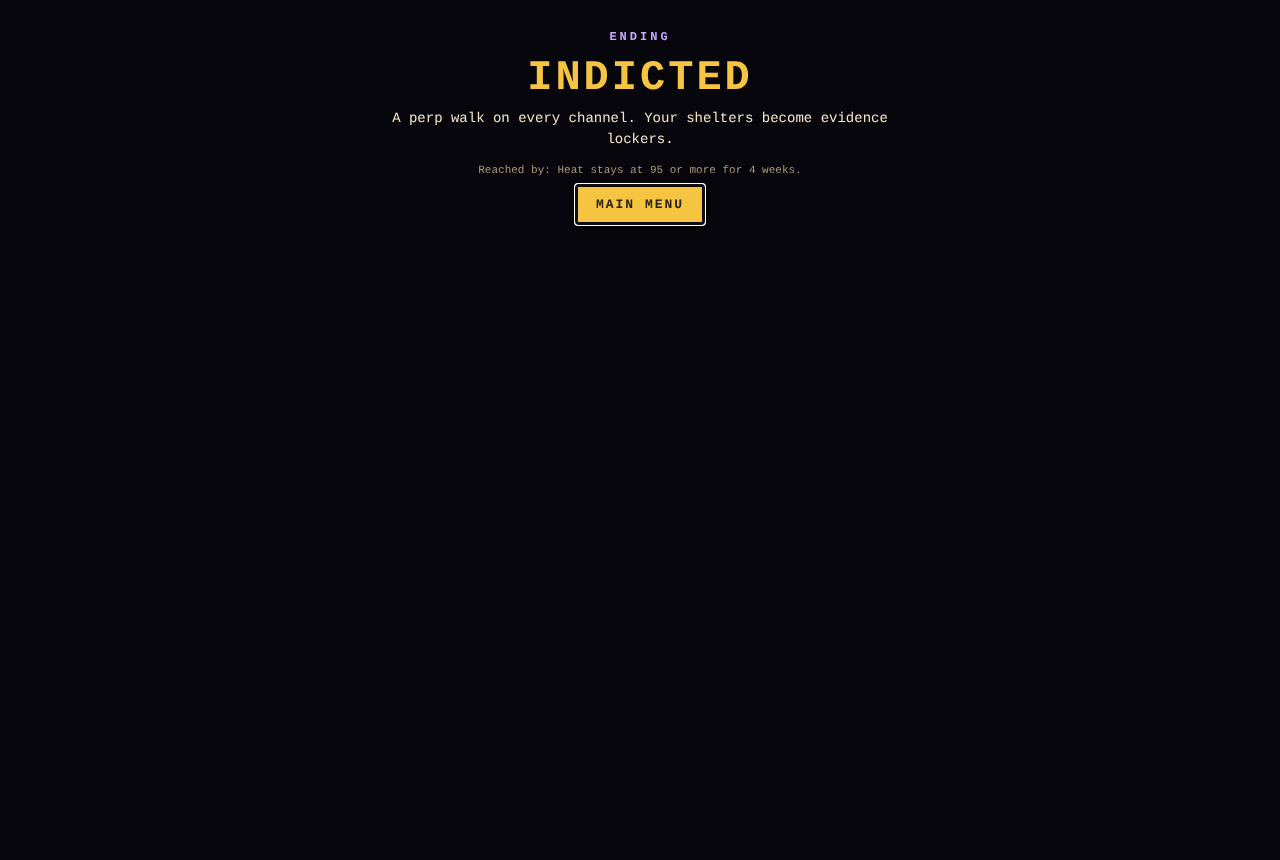 ENDING
INDICTED
A perp walk on every channel. Your shelters become evidence
lockers.
Reached by: Heat stays at 95 or more for 4 weeks.
MAIN MENU